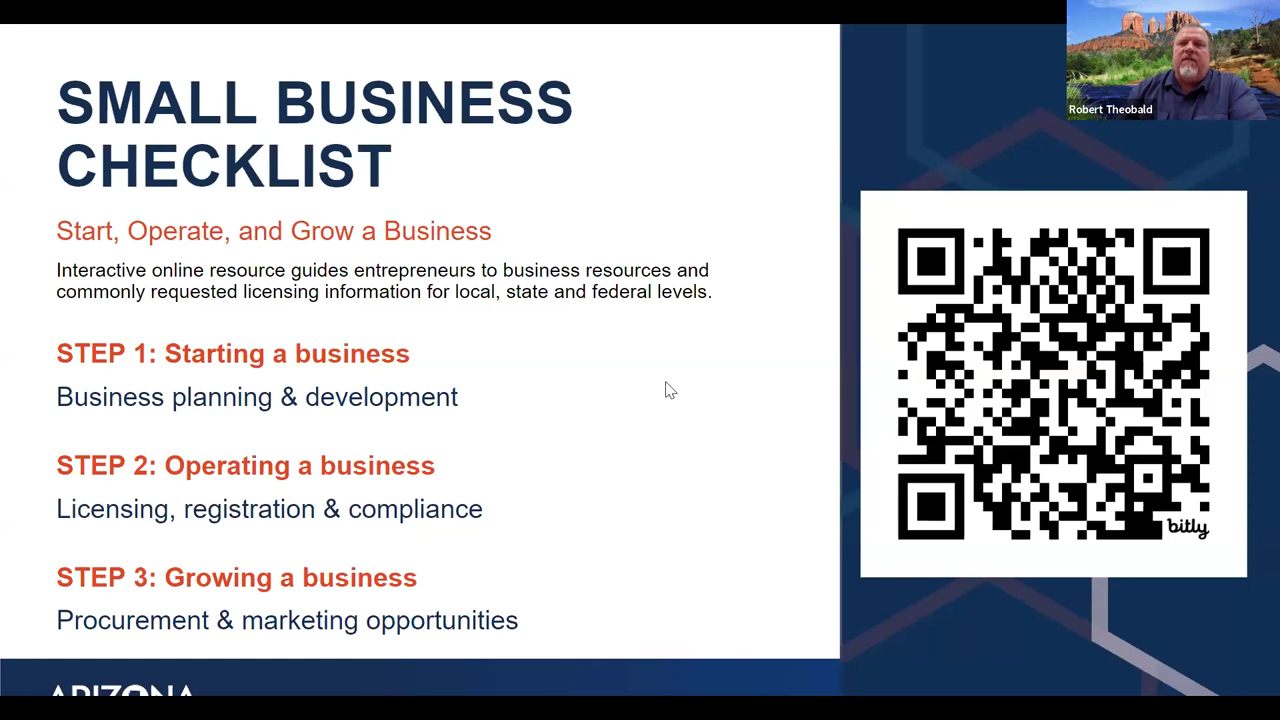 SMALL BUSINESS
CHECKLIST
Start, Operate, and Grow a Business
Interactive online resource guides entrepreneurs to business resources and
commonly requested licensing information for local, state and federal levels.
STEP 1: Starting a business
Business planning & development
STEP 2: Operating a business
Licensing, registration & compliance
STEP 3: Growing a business
Procurement & marketing opportunities
ARIZONA
Robert Theobald
bitly